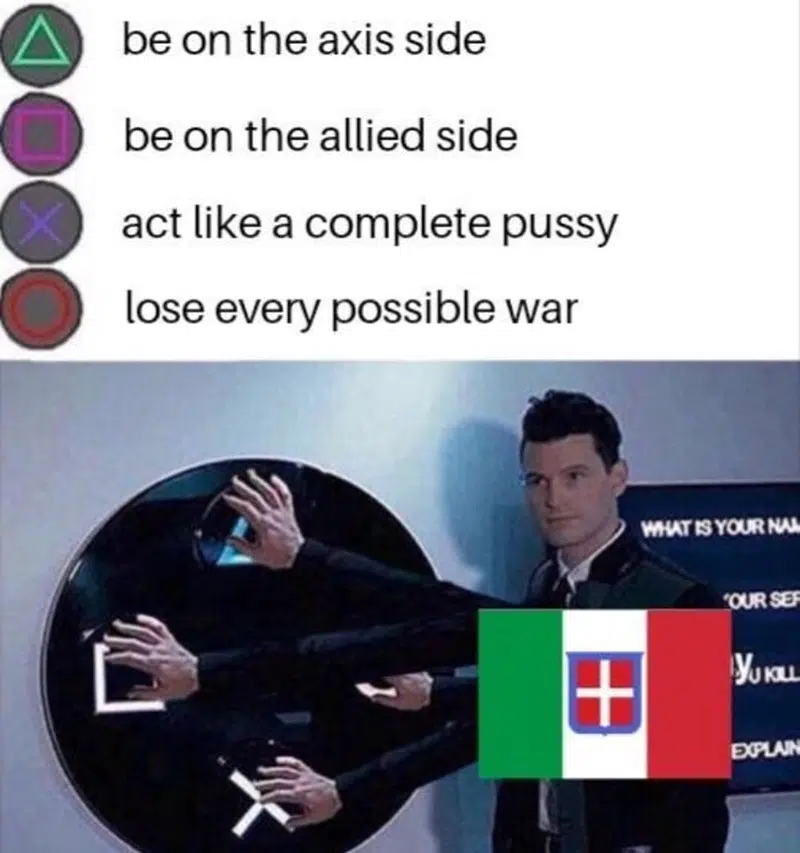 be on the axis side
be on the allied side
act like a complete pussy
lose every possible war
WHAT IS YOUR
EXPLAIN